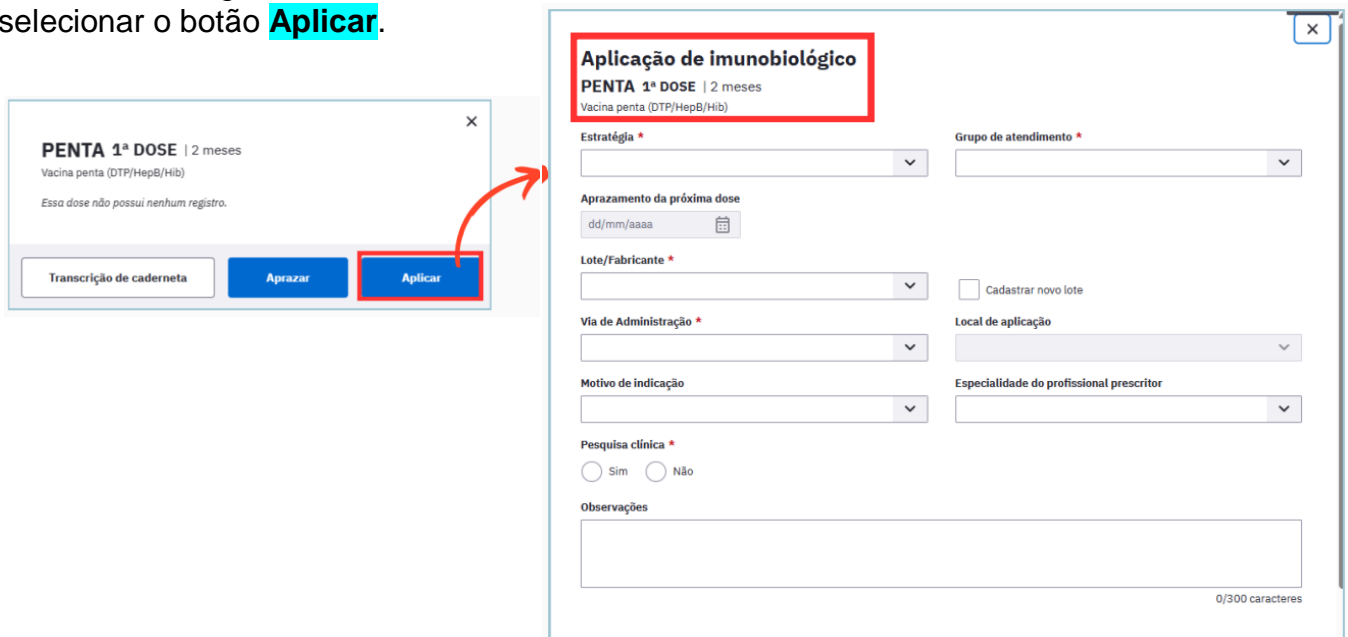 selecionar o botão Aplicar.
PENTA 1ª DOSE | 2 meses
Vacina penta (DTP/HepB/Hib)
Essa dose não possui nenhum registro.
Transcrição de caderneta
Aprazar
Aplicar
Aplicação de imunobiológico
PENTA 1ª DOSE | 2 meses
Vacina penta (DTP/HepB/Hib)
Estratégia *
Grupo de atendimento *
Aprazamento da próxima dose
dd/mm/aaaa
Lote/Fabricante *
Cadastrar novo lote
Via de Administração *
Local de aplicação
Motivo de indicação
Especialidade do profissional prescritor
Pesquisa clínica *
Sim
Não
Observações
0/300 caracteres